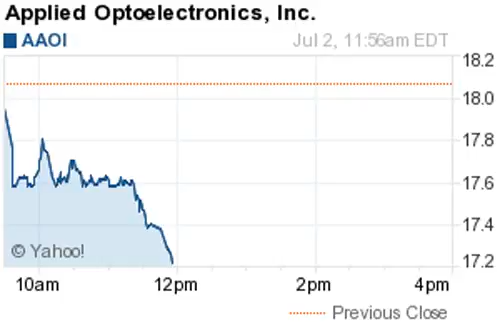 Applied Optoelectronics, Inc.
AAOI Jul 2, 11:56am EDT
18.2
18.0
17.8
17.6
17.4
17.2
© Yahoo!
10am 12pm 2pm 4pm
Previous Close